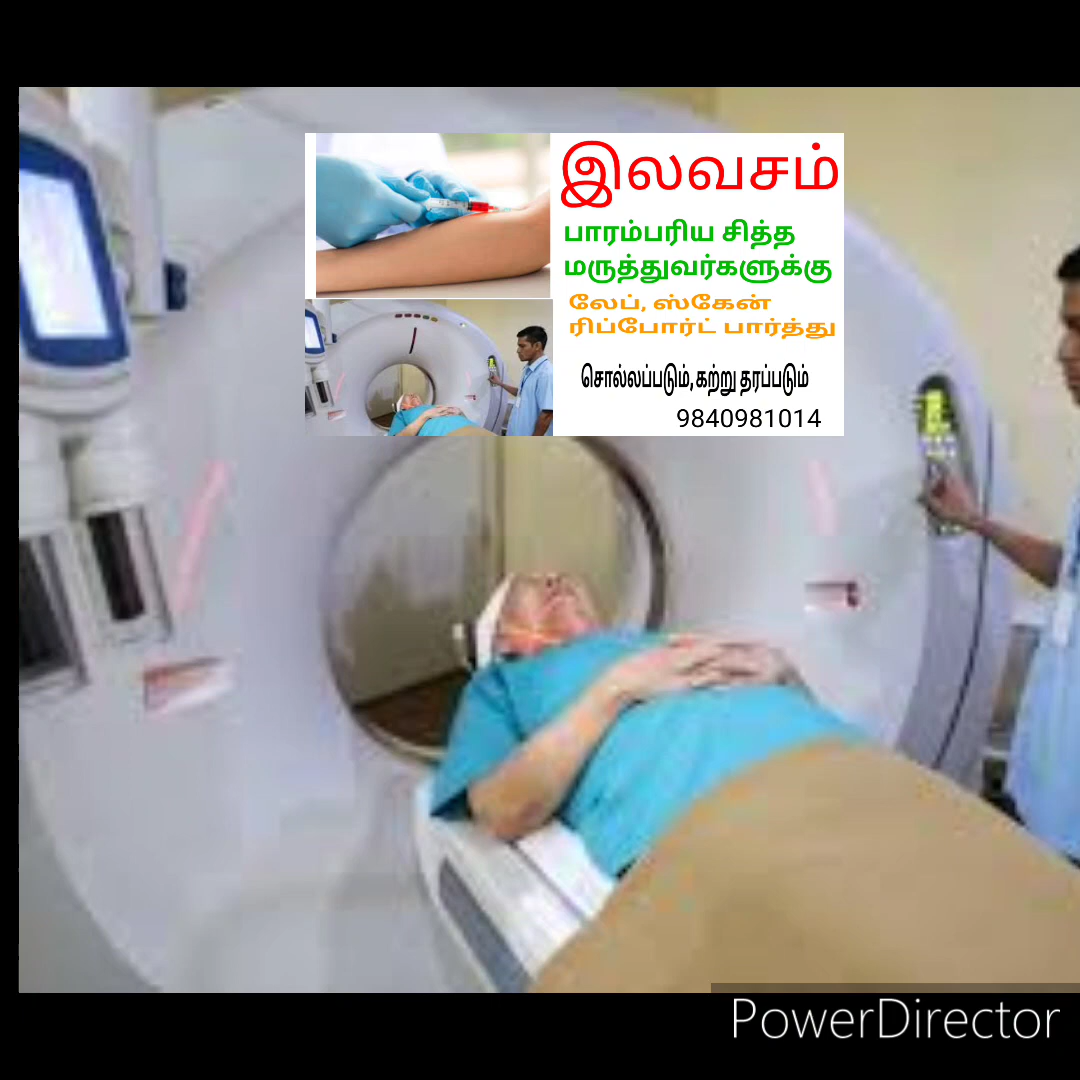 இலவசம்
பாரம்பரிய சித்த
மருத்துவர்களுக்கு
லேப், ஸ்கேன்
ரிப்போர்ட் பார்த்து
சொல்லப்படும்,கற்று தரப்படும்
9840981014
PowerDirector